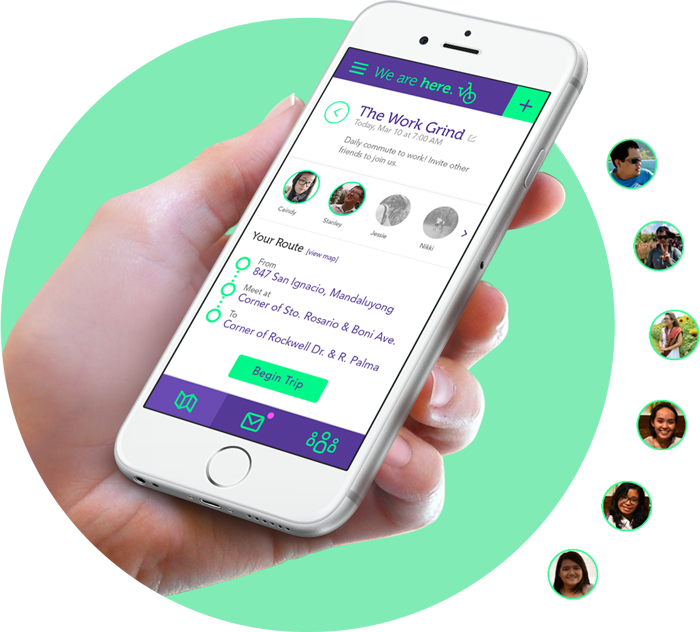 We are here.
The Work Grind
Today, Mar 10 at 7:00 AM
Daily commute to work! Invite other
friends to join us.
Ceindy
Stanley
Jessie
Nikki
Your Route (view map)
From
847 San Ignacio, Mandaluyong
Meet at
Corner of Sto. Rosario & Boni Ave.
To
Corner of Rockwell Dr. & R. Palma
Begin Trip